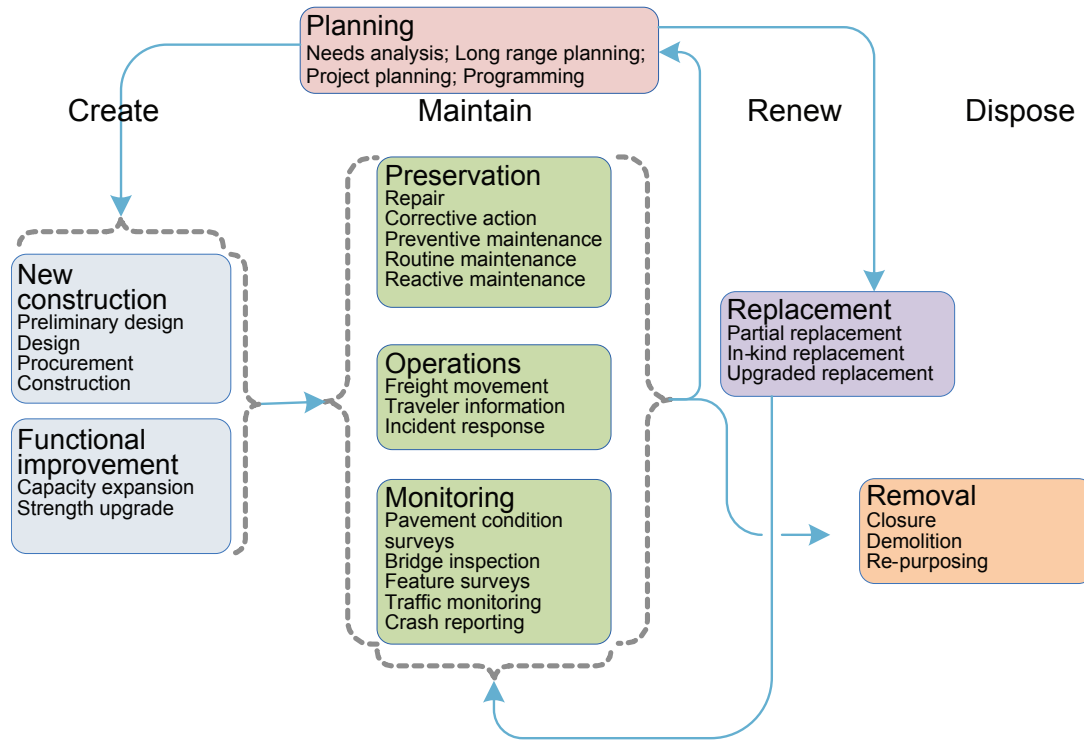 Planning
Needs analysis; Long range planning;
Project planning; Programming
Create
Maintain
Renew
Dispose
New
construction
Preliminary design
Design
Procurement
Construction
Functional
improvement
Capacity expansion
Strength upgrade
Preservation
Repair
Corrective action
Preventive maintenance
Routine maintenance
Reactive maintenance
Operations
Freight movement
Traveler information
Incident response
Monitoring
Pavement condition
surveys
Bridge inspection
Feature surveys
Traffic monitoring
Crash reporting
Replacement
Partial replacement
In-kind replacement
Upgraded replacement
Removal
Closure
Demolition
Re-purposing